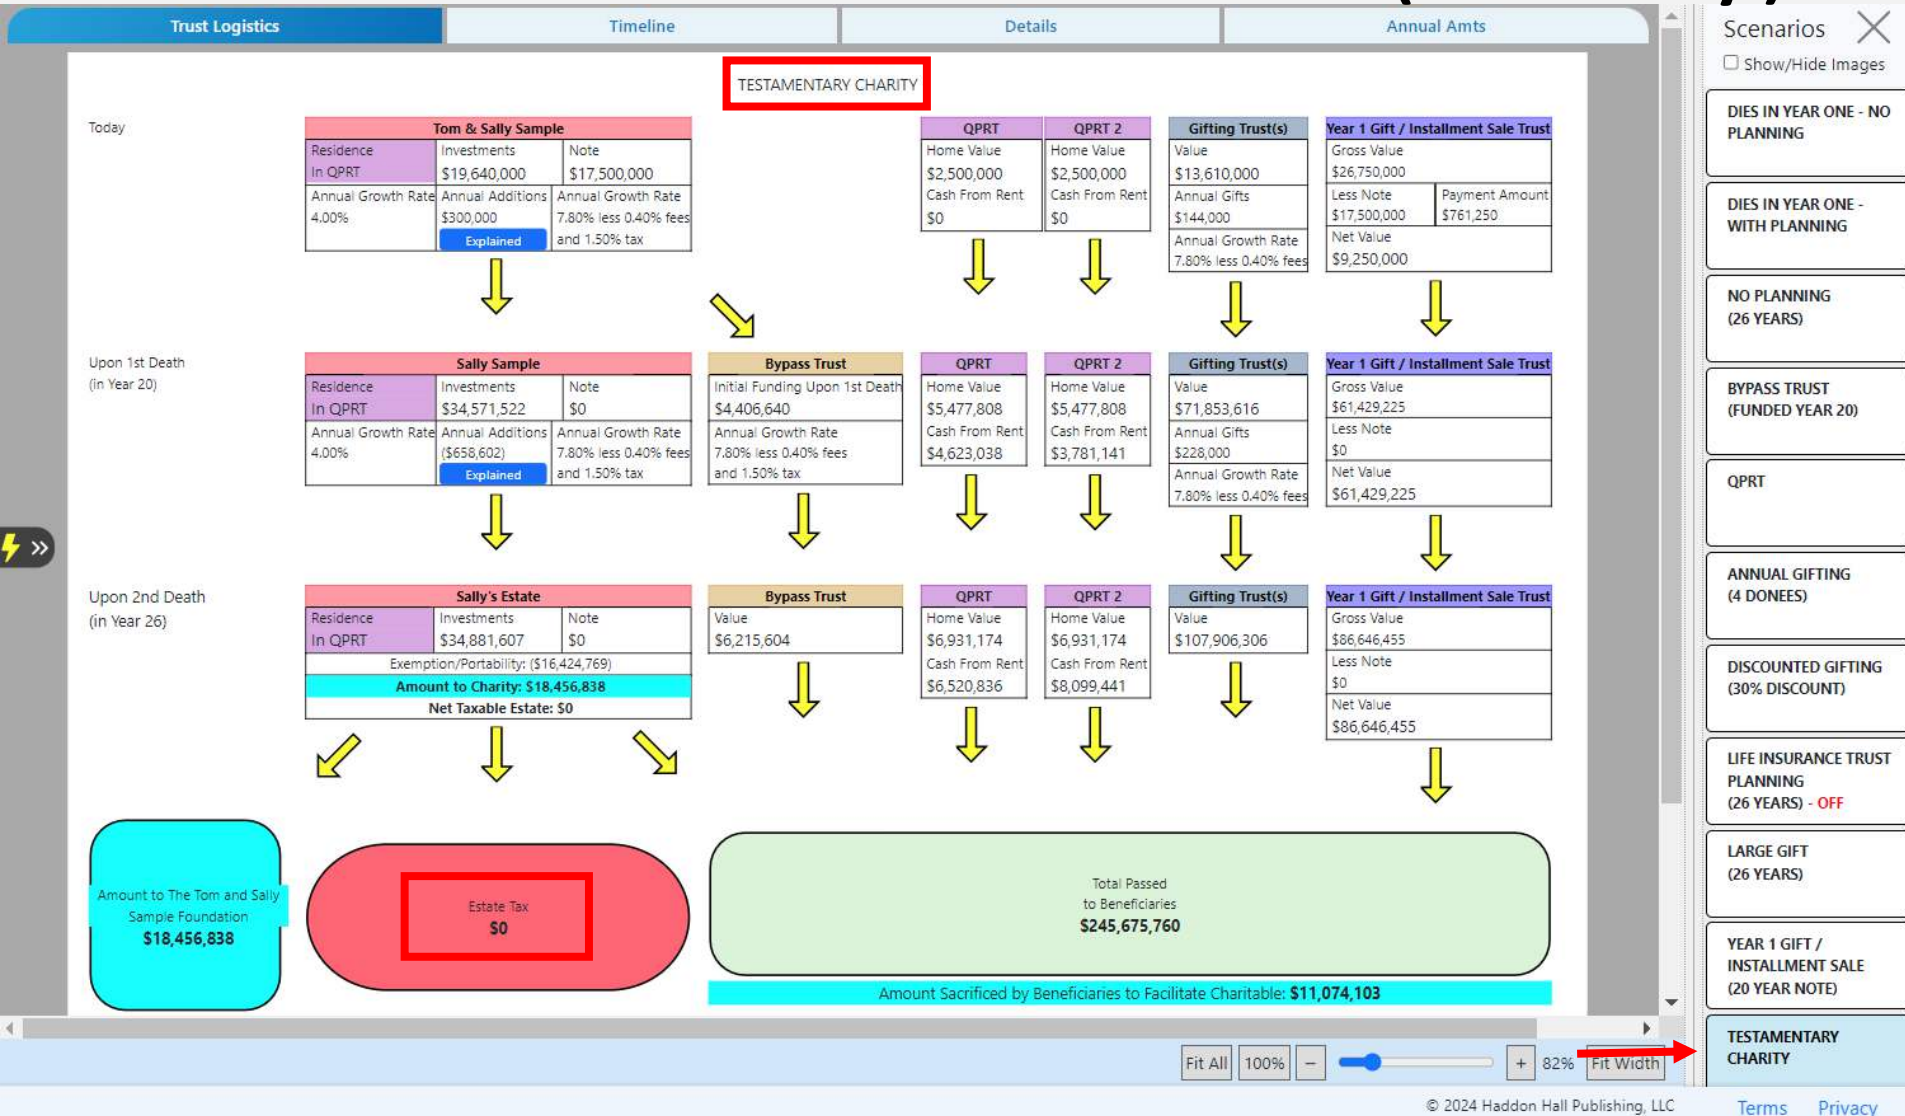 Trust Logistics
Timeline
Details
Annual Amts
TESTAMENTARY CHARITY
Today
Tom & Sally Sample
Residence
In QPRT
Investments
$19,640,000
Note
$17,500,000
Annual Growth Rate
4.00%
Annual Additions
$300,000
Explained
Annual Growth Rate
7.80% less 0.40% fees
and 1.50% tax
QPRT
Home Value
$2,500,000
Cash From Rent
$0
QPRT 2
Home Value
$2,500,000
Cash From Rent
$0
Gifting Trust(s)
Value
$13,610,000
Annual Gifts
$144,000
Annual Growth Rate
7.80% less 0.40% fees
Year 1 Gift / Installment Sale Trust
Gross Value
$26,750,000
Less Note
$17,500,000
Payment Amount
$761,250
Net Value
$9,250,000
Upon 1st Death
(in Year 20)
Sally Sample
Residence
In QPRT
Investments
$34,571,522
Note
$0
Annual Growth Rate
4.00%
Annual Additions
($658,602)
Explained
Annual Growth Rate
7.80% less 0.40% fees
and 1.50% tax
Bypass Trust
Initial Funding Upon 1st Death
$4,406,640
Annual Growth Rate
7.80% less 0.40% fees
and 1.50% tax
QPRT
Home Value
$5,477,808
Cash From Rent
$4,623,038
QPRT 2
Home Value
$5,477,808
Cash From Rent
$3,781,141
Gifting Trust(s)
Value
$71,853,616
Annual Gifts
$228,000
Annual Growth Rate
7.80% less 0.40% fees
Year 1 Gift / Installment Sale Trust
Gross Value
$61,429,225
Less Note
$0
Net Value
$61,429,225
Upon 2nd Death
(in Year 26)
Sally's Estate
Residence
In QPRT
Investments
$34,881,607
Note
$0
Exemption/Portability: ($16,424,769)
Amount to Charity: $18,456,838
Net Taxable Estate: $0
Bypass Trust
Value
$6,215,604
QPRT
Home Value
$6,931,174
Cash From Rent
$6,520,836
QPRT 2
Home Value
$6,931,174
Cash From Rent
$8,099,441
Gifting Trust(s)
Value
$107,906,306
Year 1 Gift / Installment Sale Trust
Gross Value
$86,646,455
Less Note
$0
Net Value
$86,646,455
Amount to The Tom and Sally
Sample Foundation
$18,456,838
Estate Tax
$0
Total Passed
to Beneficiaries
$245,675,760
Amount Sacrificed by Beneficiaries to Facilitate Charitable: $11,074,103
Fit All
100%
−
+
82%
Fit Width
Scenarios
Show/Hide Images
DIES IN YEAR ONE - NO
PLANNING
DIES IN YEAR ONE -
WITH PLANNING
NO PLANNING
(26 YEARS)
BYPASS TRUST
(FUNDED YEAR 20)
QPRT
ANNUAL GIFTING
(4 DONEES)
DISCOUNTED GIFTING
(30% DISCOUNT)
LIFE INSURANCE TRUST
PLANNING
(26 YEARS) - OFF
LARGE GIFT
(26 YEARS)
YEAR 1 GIFT /
INSTALLMENT SALE
(20 YEAR NOTE)
TESTAMENTARY
CHARITY
© 2024 Haddon Hall Publishing, LLC
Terms
Privacy